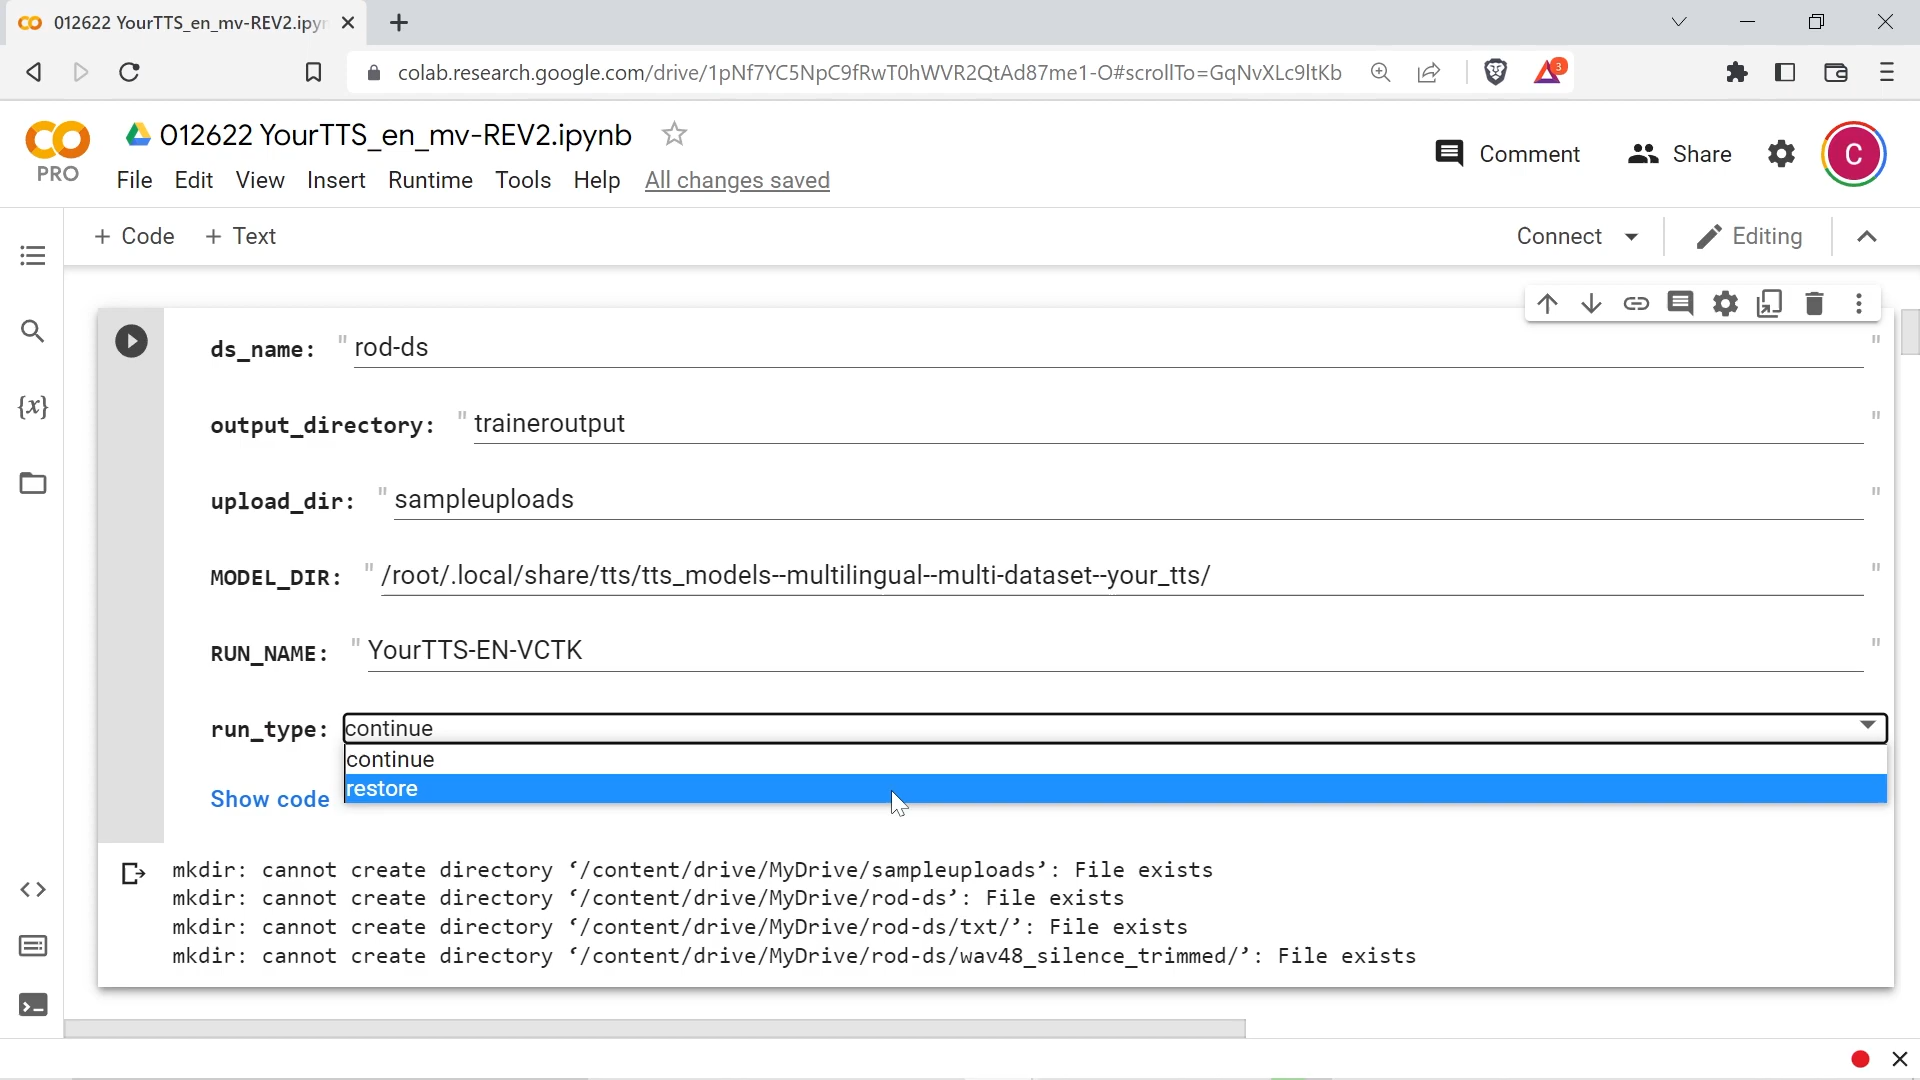 012622 YourTTS_en_mv-REV2.ipyn
colab.research.google.com/drive/1pNf7YC5NpC9fRwT0hWVR2QtAd87me1-O#scrollTo=GqNvXLc9ltKb
3
012622 YourTTS_en_mv-REV2.ipynb
PRO
File Edit View Insert Runtime Tools Help All changes saved
Comment Share C
+ Code + Text
Connect Editing
{x}
ds_name: "rod-ds"
output_directory: "traineroutput"
upload_dir: "sampleuploads"
MODEL_DIR: "/root/.local/share/tts/tts_models--multilingual--multi-dataset--your_tts/"
RUN_NAME: "YourTTS-EN-VCTK"
run_type: continue
continue
restore
Show code
mkdir: cannot create directory ‘/content/drive/MyDrive/sampleuploads’: File exists
mkdir: cannot create directory ‘/content/drive/MyDrive/rod-ds’: File exists
mkdir: cannot create directory ‘/content/drive/MyDrive/rod-ds/txt/’: File exists
mkdir: cannot create directory ‘/content/drive/MyDrive/rod-ds/wav48_silence_trimmed/’: File exists